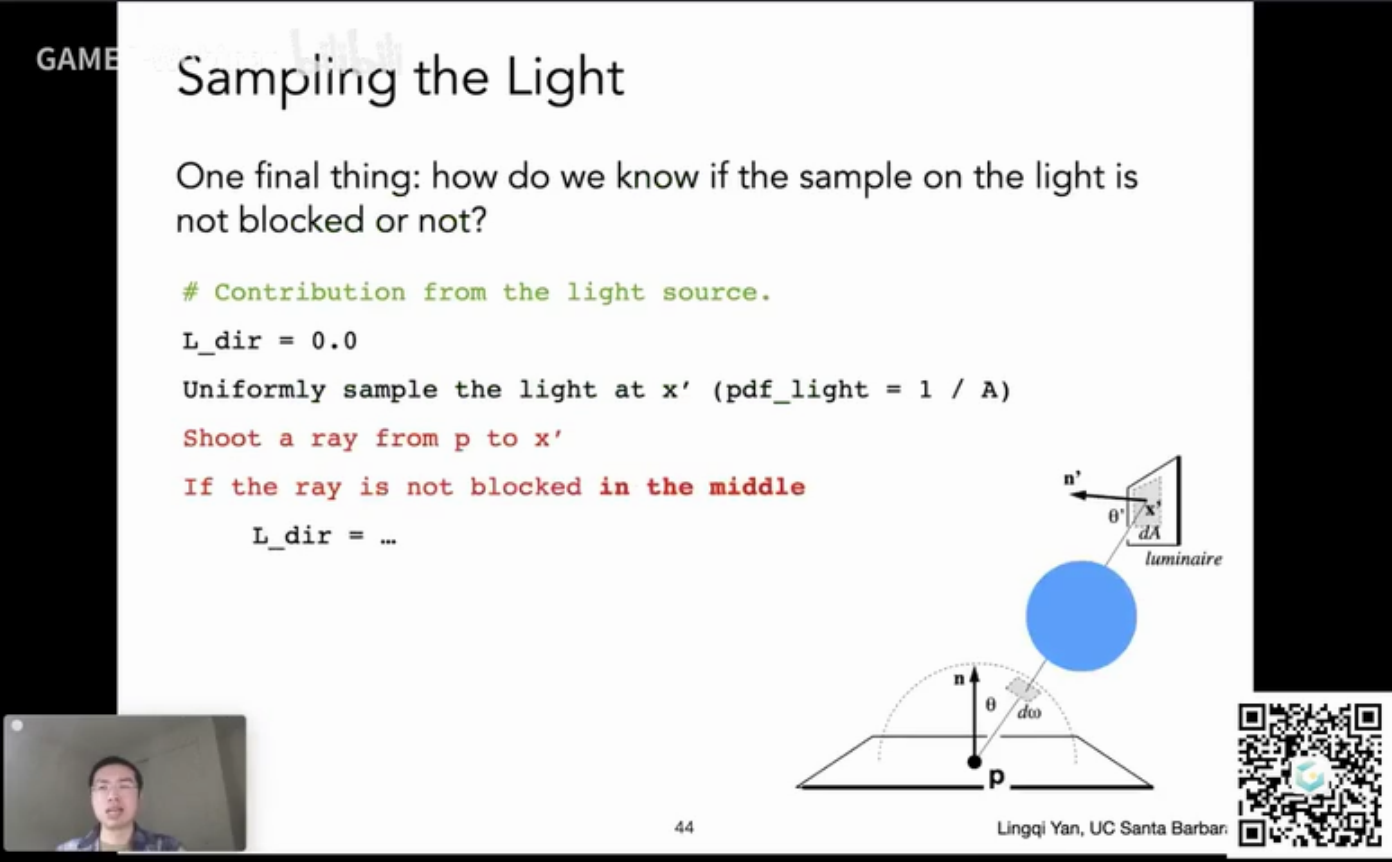 GAME
Sampling the Light
One final thing: how do we know if the sample on the light is
not blocked or not?
# Contribution from the light source.
L_dir = 0.0
Uniformly sample the light at x′ (pdf_light = 1 / A)
Shoot a ray from p to x′
If the ray is not blocked in the middle
L_dir = …
n'
θ'
x'
dA
luminaire
n
θ
dω
p
44
Lingqi Yan, UC Santa Barbar